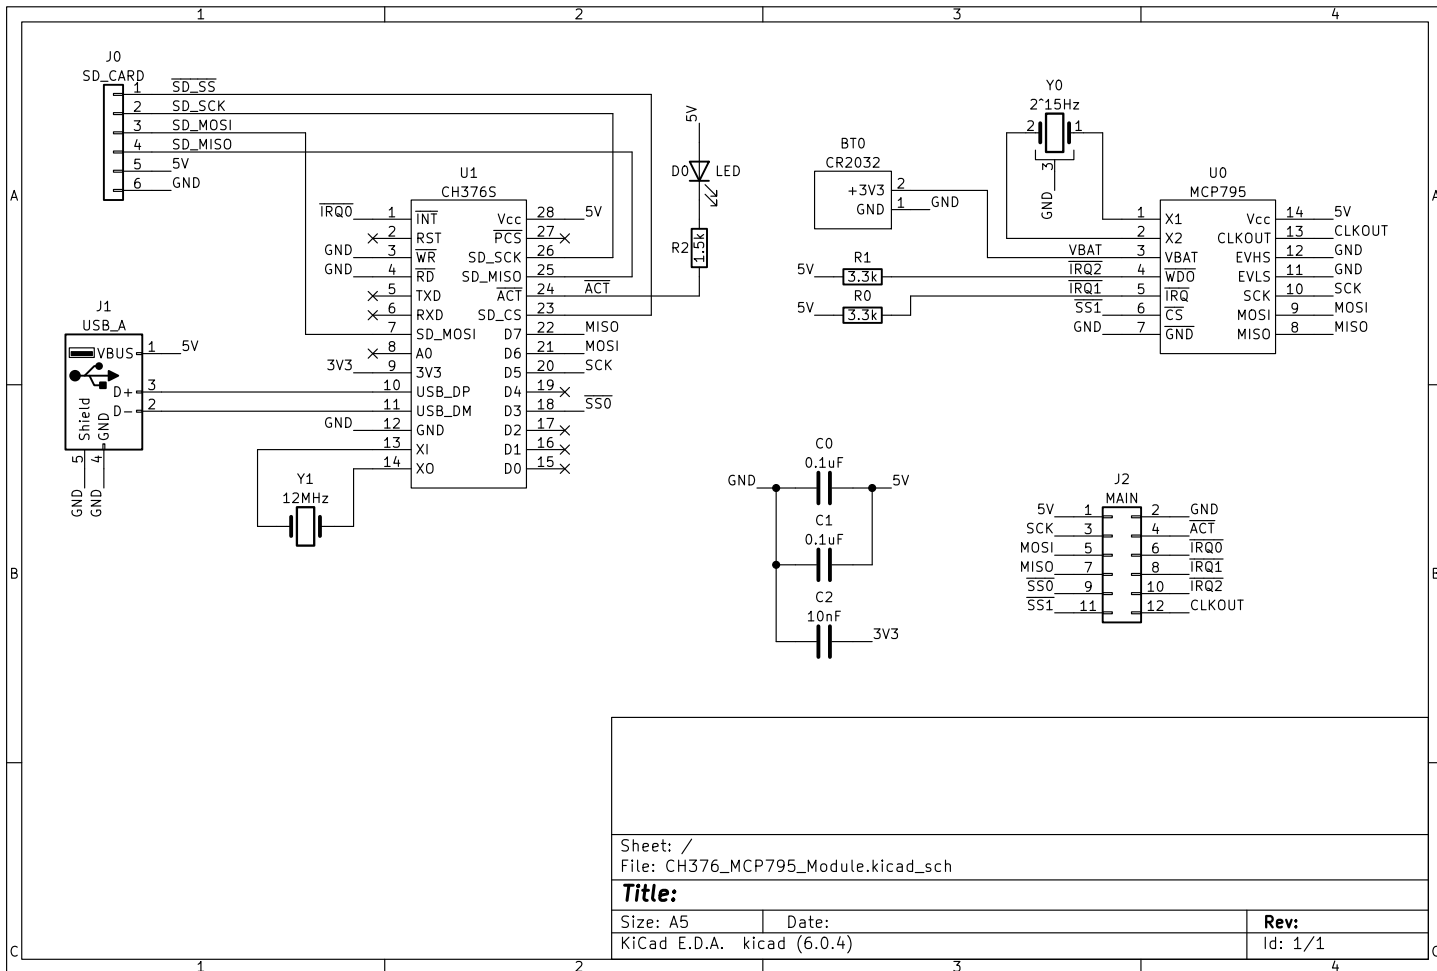 1 2 3 4
J0
SD_CARD
1 SD_SS
2 SD_SCK
3 SD_MOSI
4 SD_MISO
5 5V
6 GND
5V
D0 LED
R2 1.5k
Y0
2^15Hz
2 1
3
GND
BT0
CR2032
+3V3 2
GND 1 GND
U1
CH376S
IRQ0 1 INT Vcc 28 5V
2 RST PCS 27
GND 3 WR SD_SCK 26
GND 4 RD SD_MISO 25
5 TXD ACT 24 ACT
6 RXD SD_CS 23
7 SD_MOSI D7 22 MISO
8 A0 D6 21 MOSI
3V3 9 3V3 D5 20 SCK
10 USB_DP D4 19
11 USB_DM D3 18 SS0
GND 12 GND D2 17
13 XI D1 16
14 XO D0 15
U0
MCP795
1 X1 Vcc 14 5V
2 X2 CLKOUT 13 CLKOUT
VBAT 3 VBAT EVHS 12 GND
IRQ2 4 WDO EVLS 11 GND
IRQ1 5 IRQ SCK 10 SCK
SS1 6 CS MOSI 9 MOSI
GND 7 GND MISO 8 MISO
R1
5V 3.3k
R0
5V 3.3k
J1
USB_A
VBUS 1 5V
D+ 3
D- 2
Shield GND
5 4
GND GND
Y1
12MHz
C0
0.1uF
GND 5V
C1
0.1uF
C2
10nF
3V3
J2
MAIN
5V 1 2 GND
SCK 3 4 ACT
MOSI 5 6 IRQ0
MISO 7 8 IRQ1
SS0 9 10 IRQ2
SS1 11 12 CLKOUT
A A
B B
C C
Sheet: /
File: CH376_MCP795_Module.kicad_sch
Title:
Size: A5 Date: Rev:
KiCad E.D.A. kicad (6.0.4) Id: 1/1
1 2 3 4